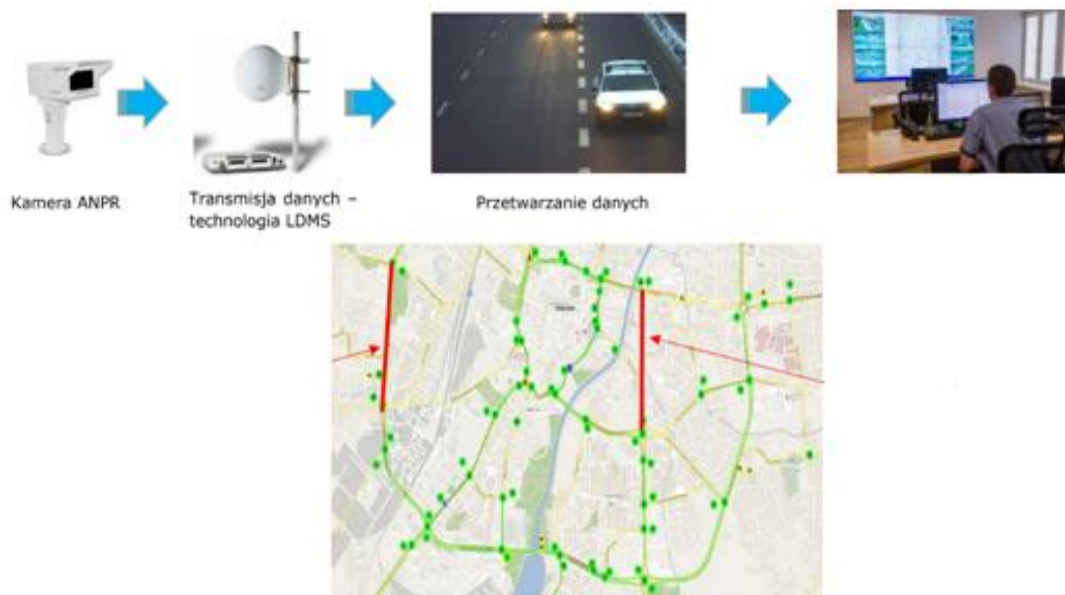 Kamera ANPR
Transmisja danych –
technologia LDMS
Przetwarzanie danych